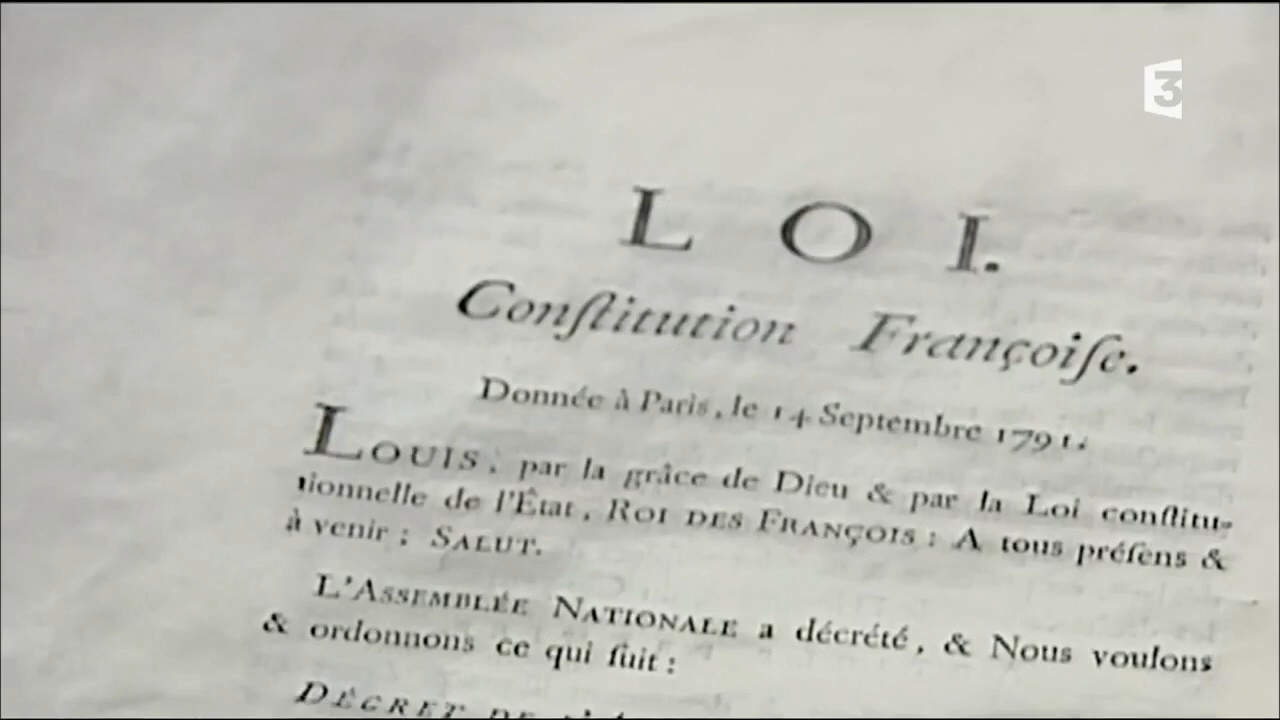 3
L O I.
Conſtitution Françoiſe.
Donnée à Paris, le 14 Septembre 1791.
LOUIS, par la grâce de Dieu & par la Loi conſtitu-
tionnelle de l'État, ROI DES FRANÇOIS : A tous préſens &
à venir ; SALUT.
L'ASSEMBLÉE NATIONALE a décrété, & Nous voulons
& ordonnons ce qui ſuit :
DÉCRET DE